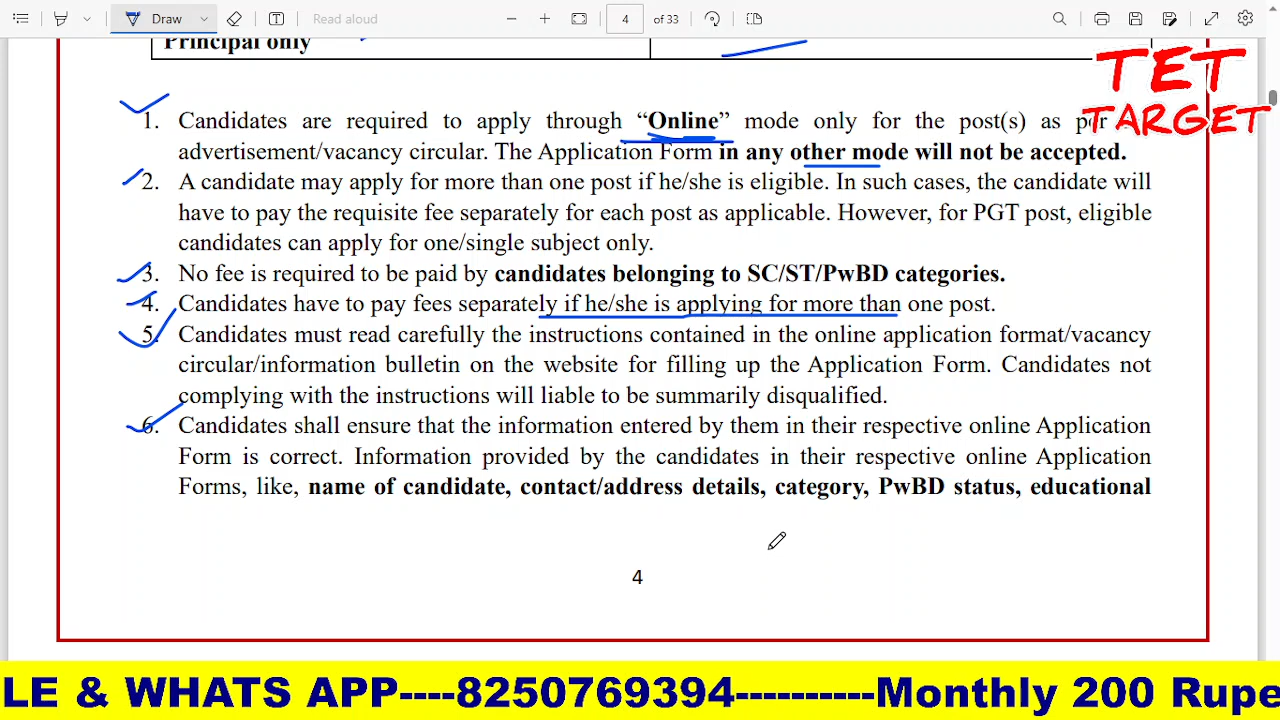 Draw
Read aloud
4 of 33
Principal only
TET
TARGET
1. Candidates are required to apply through “Online” mode only for the post(s) as per
advertisement/vacancy circular. The Application Form in any other mode will not be accepted.
2. A candidate may apply for more than one post if he/she is eligible. In such cases, the candidate will
have to pay the requisite fee separately for each post as applicable. However, for PGT post, eligible
candidates can apply for one/single subject only.
3. No fee is required to be paid by candidates belonging to SC/ST/PwBD categories.
4. Candidates have to pay fees separately if he/she is applying for more than one post.
5. Candidates must read carefully the instructions contained in the online application format/vacancy
circular/information bulletin on the website for filling up the Application Form. Candidates not
complying with the instructions will liable to be summarily disqualified.
6. Candidates shall ensure that the information entered by them in their respective online Application
Form is correct. Information provided by the candidates in their respective online Application
Forms, like, name of candidate, contact/address details, category, PwBD status, educational
4
LE & WHATS APP----8250769394----------Monthly 200 Rupe